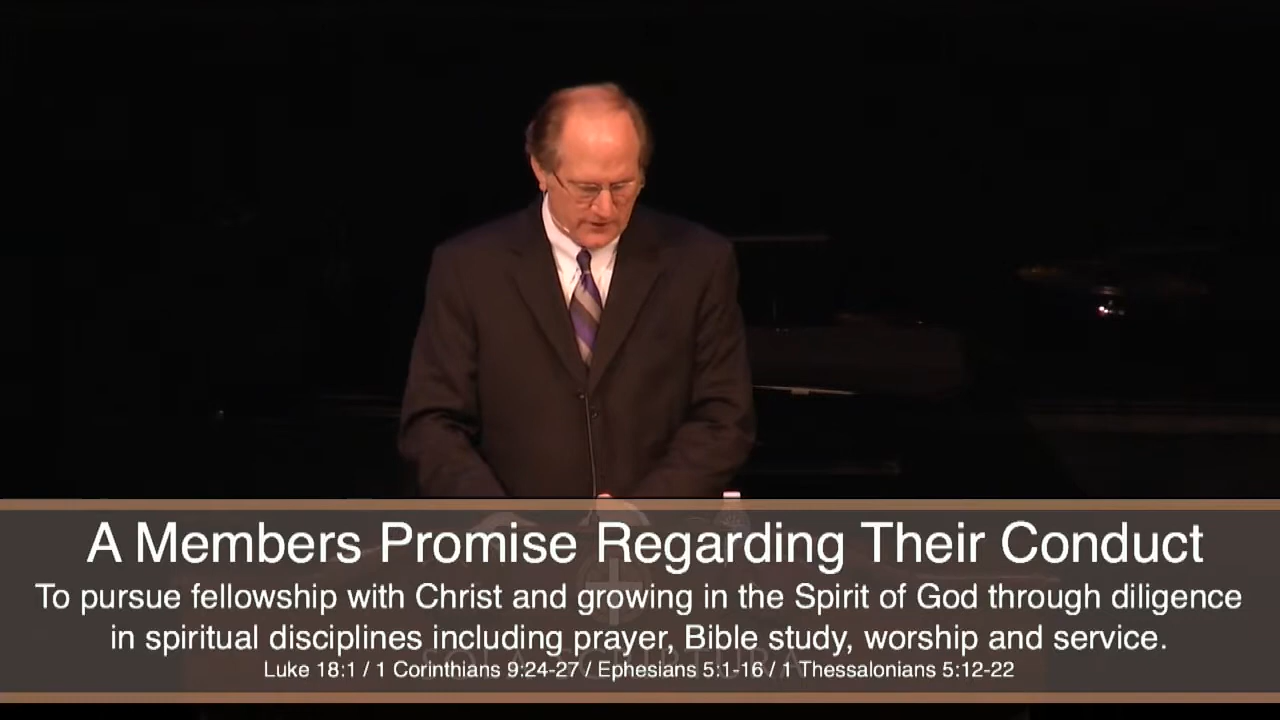 A Members Promise Regarding Their Conduct
To pursue fellowship with Christ and growing in the Spirit of God through diligence
in spiritual disciplines including prayer, Bible study, worship and service.
Luke 18:1 / 1 Corinthians 9:24-27 / Ephesians 5:1-16 / 1 Thessalonians 5:12-22
SOLA SCRIPTURA